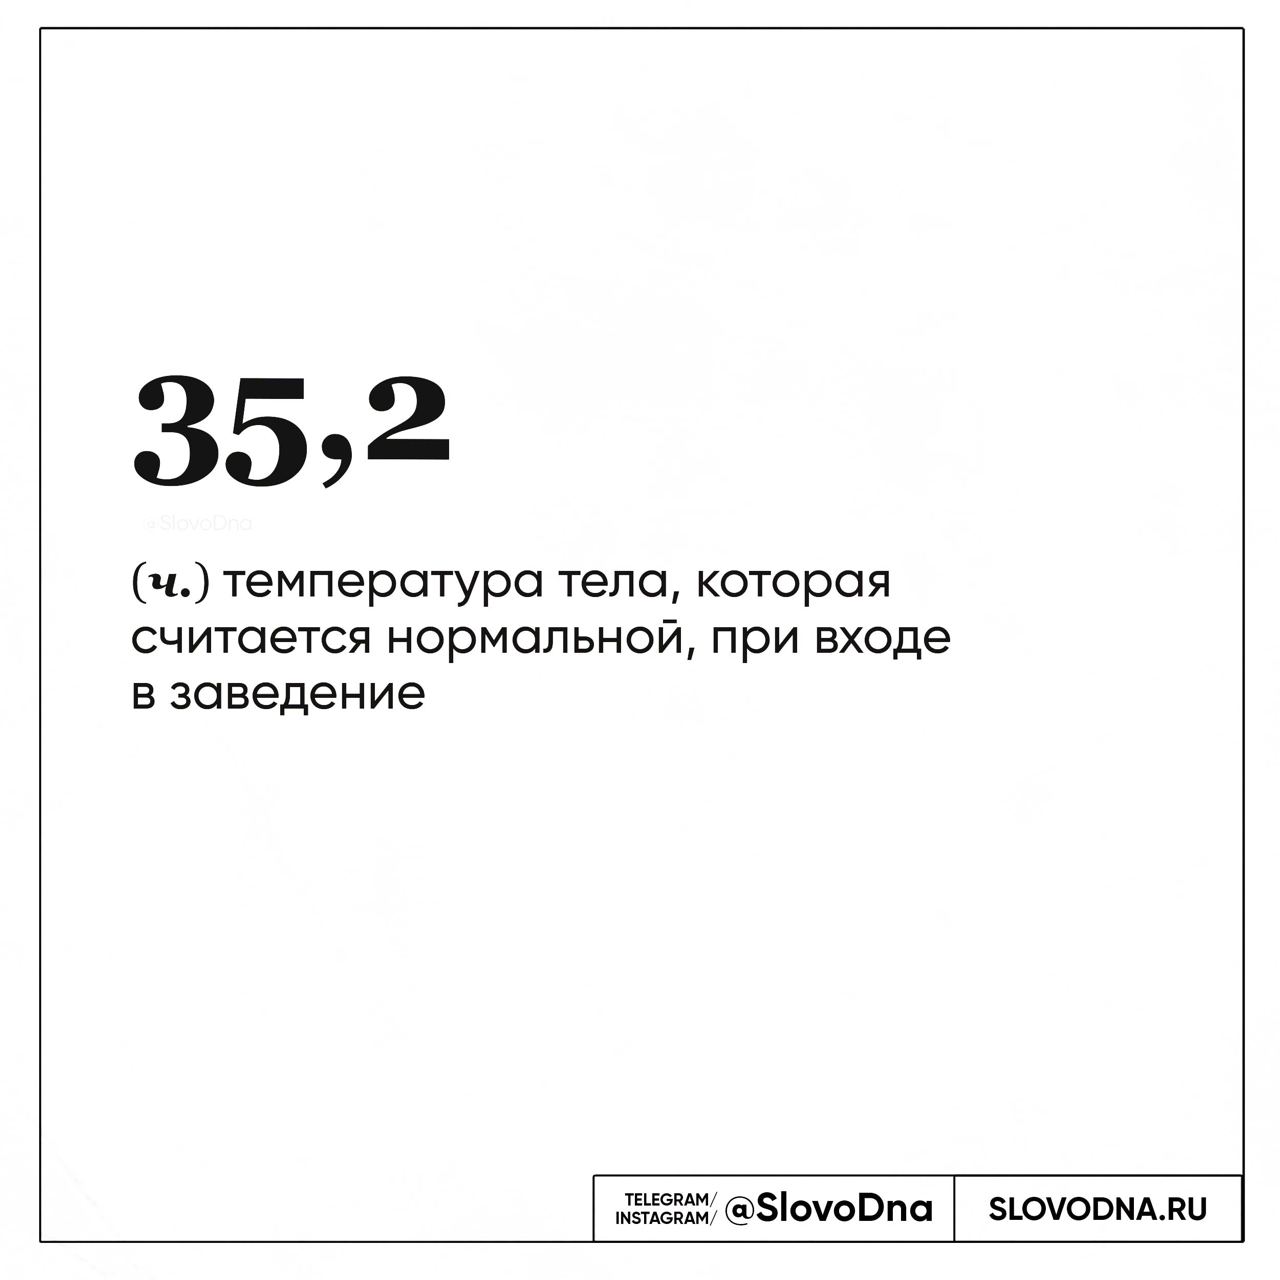 35,2
@SlovoDna
(ч.) температура тела, которая
считается нормальной, при входе
в заведение
TELEGRAM/
INSTAGRAM/
@SlovoDna
SLOVODNA.RU